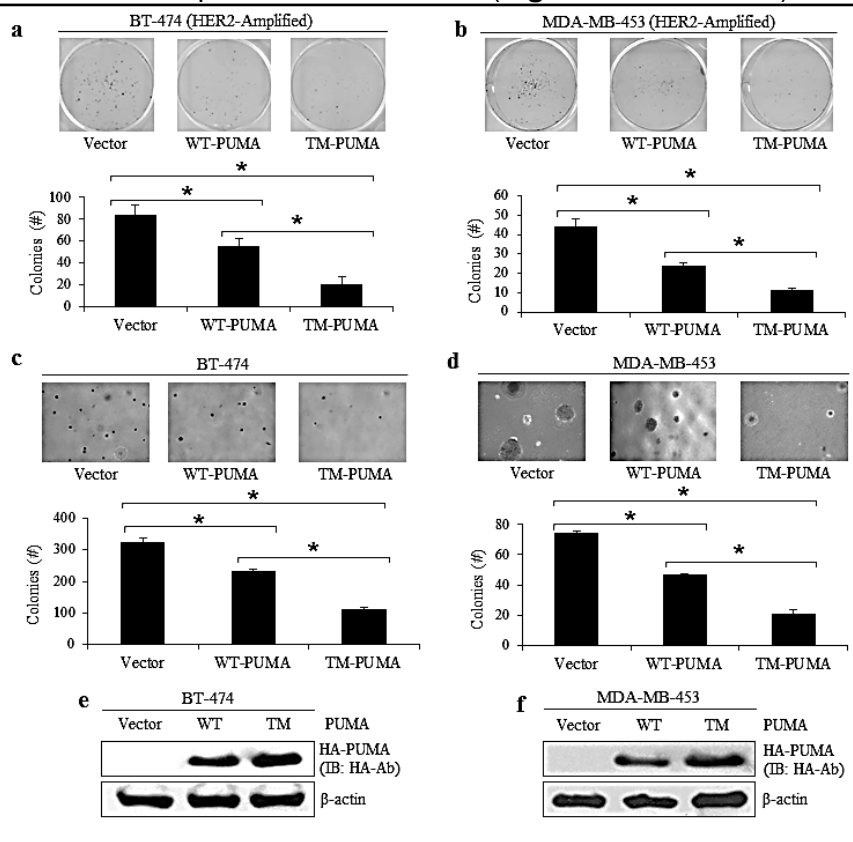 a
BT-474 (HER2-Amplified)
Vector WT-PUMA TM-PUMA
*
*
*
Colonies (#)
100
80
60
40
20
0
Vector WT-PUMA TM-PUMA
b
MDA-MB-453 (HER2-Amplified)
Vector WT-PUMA TM-PUMA
*
*
*
Colonies (#)
60
50
40
30
20
10
0
Vector WT-PUMA TM-PUMA
c
BT-474
Vector WT-PUMA TM-PUMA
*
*
*
Colonies (#)
400
300
200
100
0
Vector WT-PUMA TM-PUMA
d
MDA-MB-453
Vector WT-PUMA TM-PUMA
*
*
*
Colonies (#)
80
60
40
20
0
Vector WT-PUMA TM-PUMA
e
BT-474
Vector WT TM PUMA
HA-PUMA
(IB: HA-Ab)
β-actin
f
MDA-MB-453
Vector WT TM PUMA
HA-PUMA
(IB: HA-Ab)
β-actin